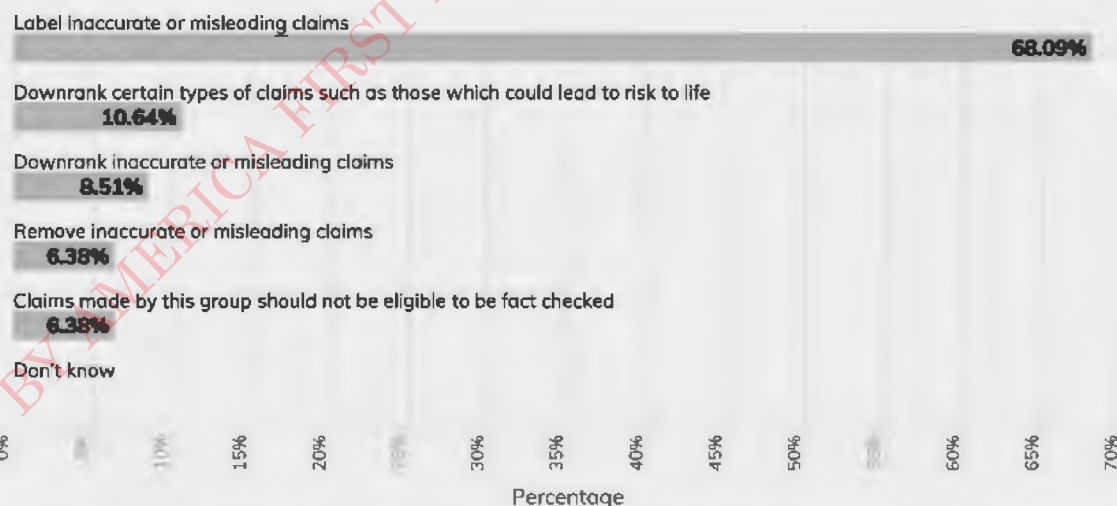 Label inaccurate or misleading claims
68.09%
Downrank certain types of claims such as those which could lead to risk to life
10.64%
Downrank inaccurate or misleading claims
8.51%
Remove inaccurate or misleading claims
6.38%
Claims made by this group should not be eligible to be fact checked
6.38%
Don't know
0% 10% 15% 20% 30% 35% 40% 45% 50% 60% 65% 70%
Percentage
BY AMERICA FIRST